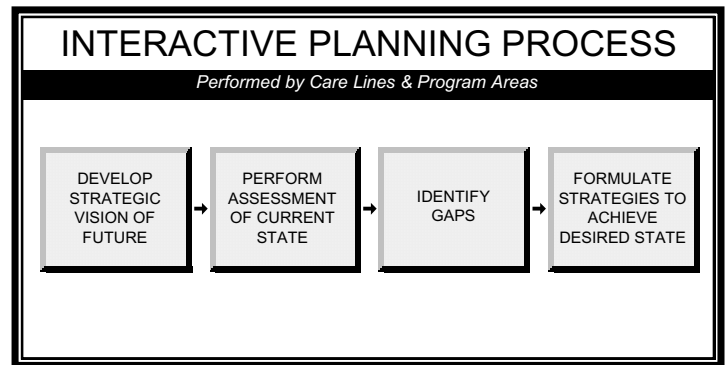 INTERACTIVE PLANNING PROCESS
Performed by Care Lines & Program Areas
DEVELOP
STRATEGIC
VISION OF
FUTURE
PERFORM
ASSESSMENT
OF CURRENT
STATE
IDENTIFY
GAPS
FORMULATE
STRATEGIES TO
ACHIEVE
DESIRED STATE